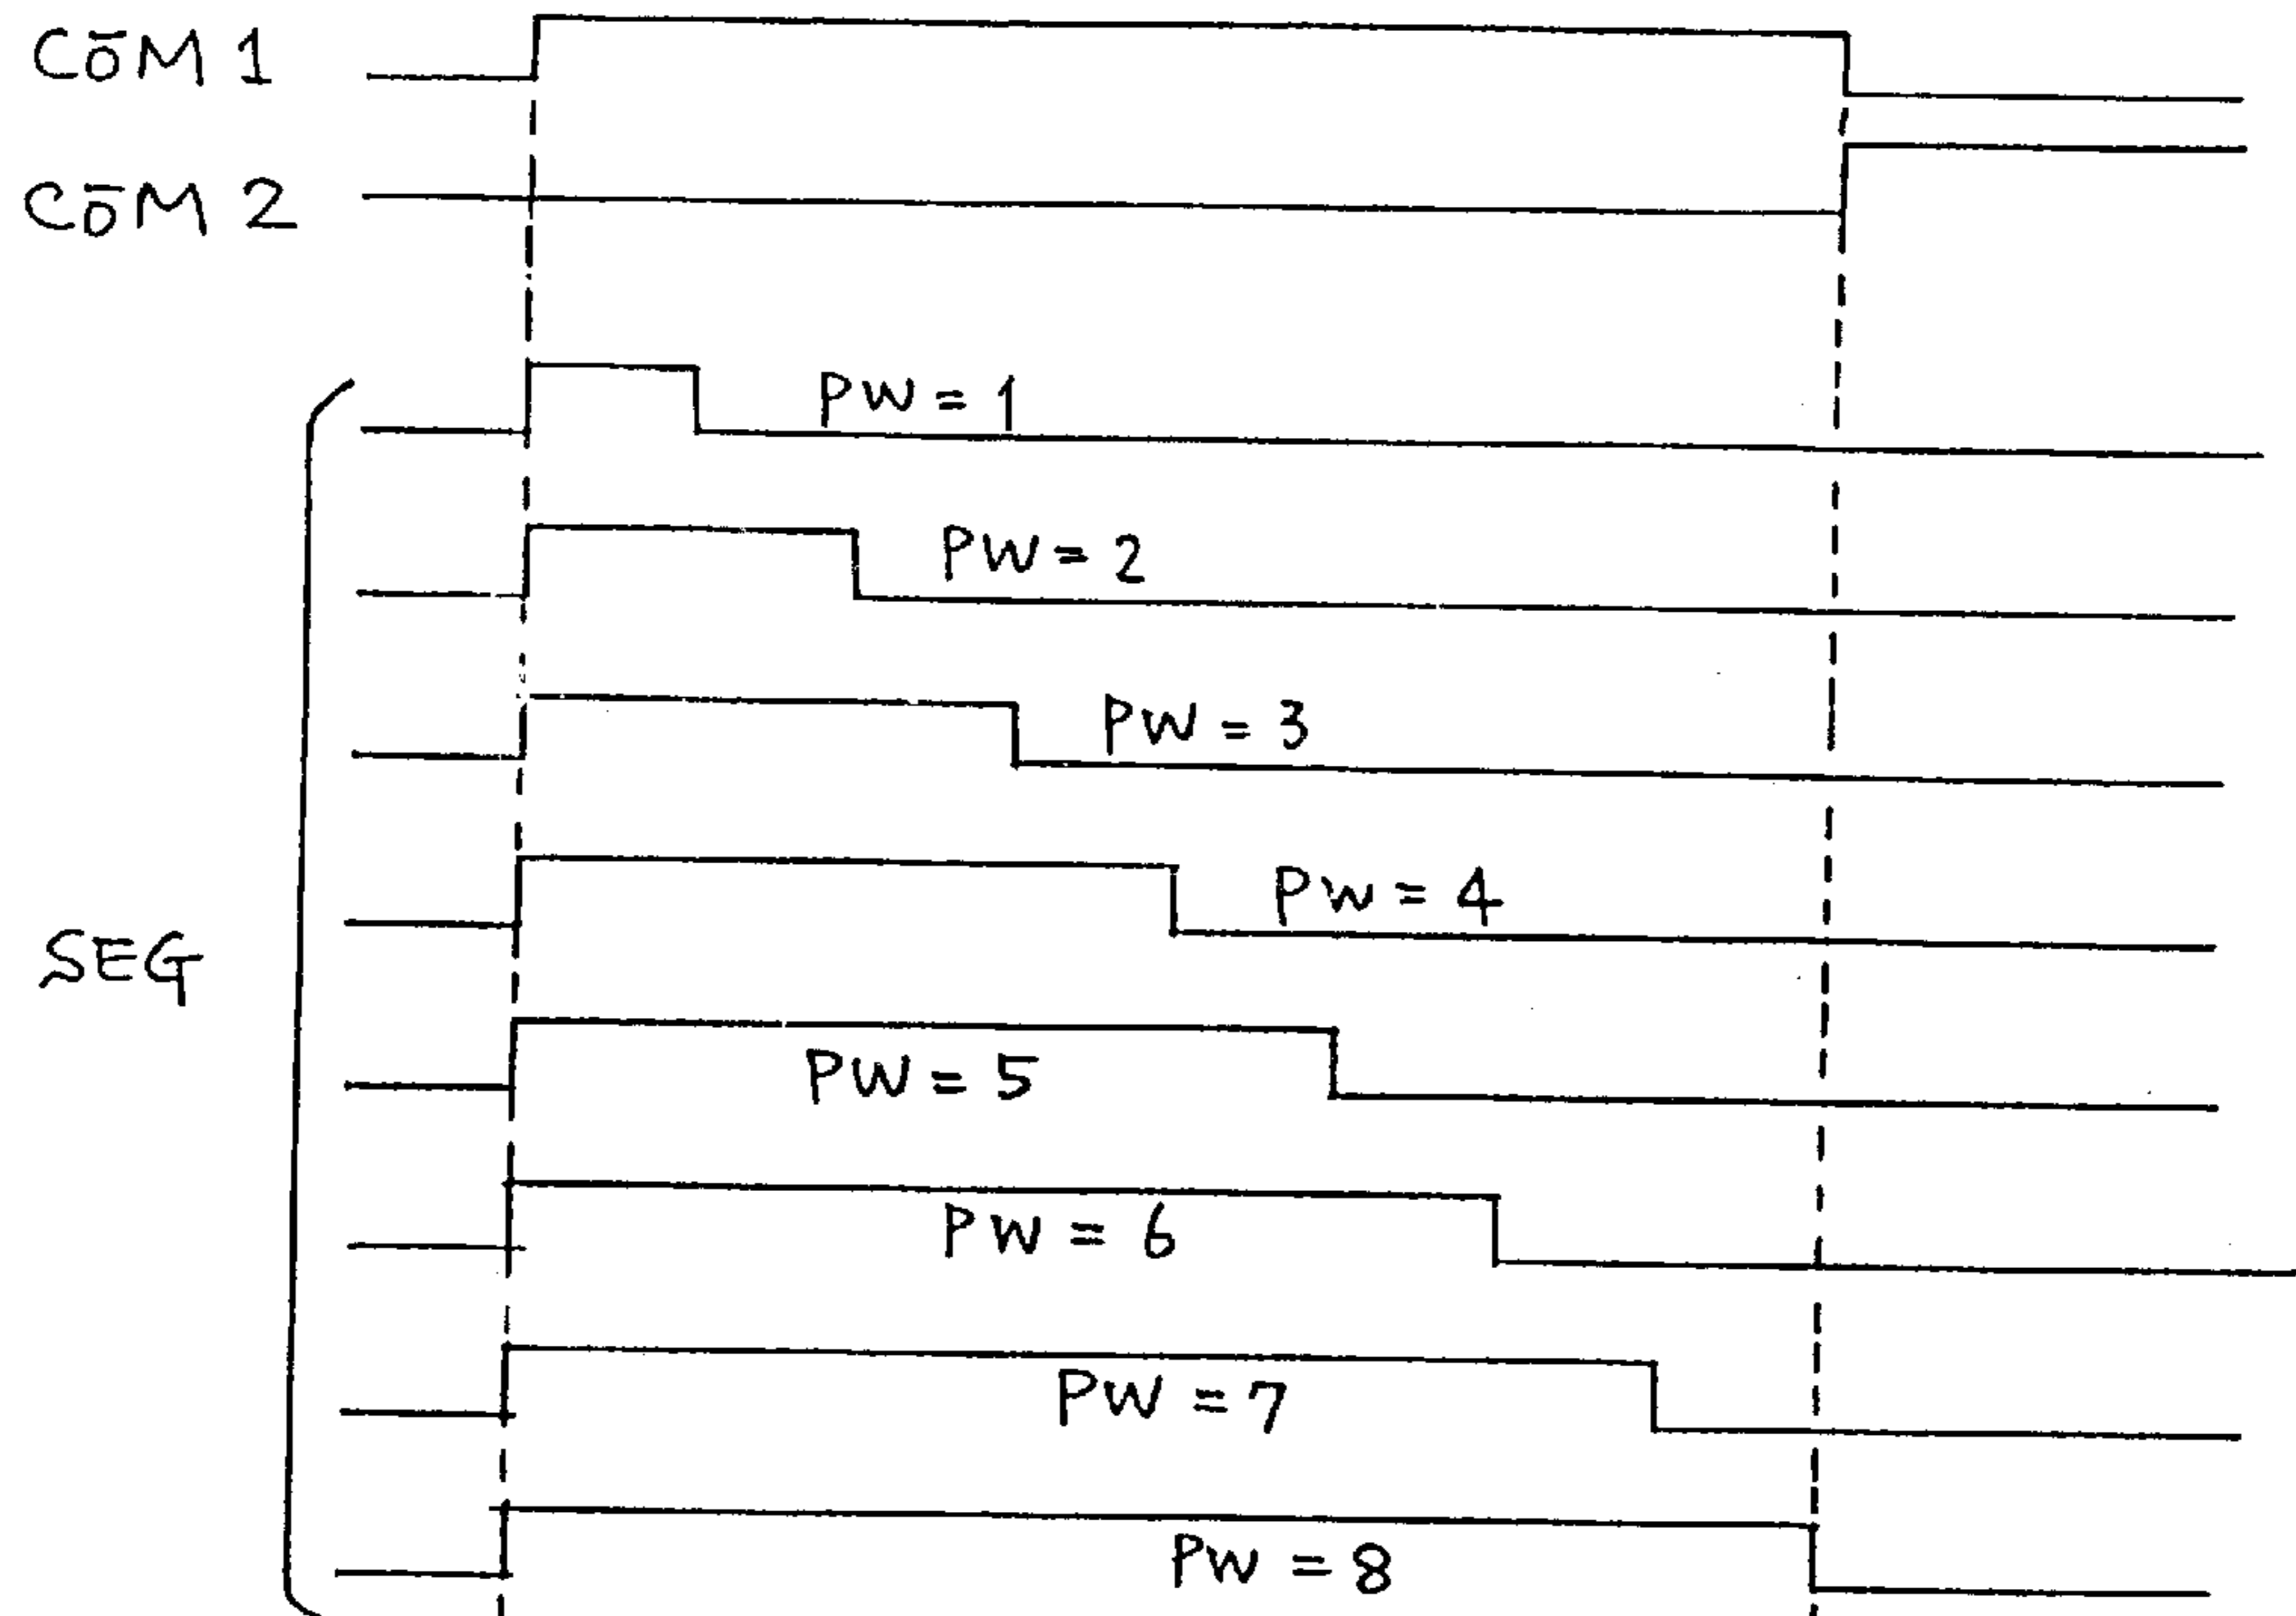 CŌM 1
CŌM 2
PW = 1
PW = 2
PW = 3
PW = 4
SEG
PW = 5
PW = 6
PW = 7
PW = 8